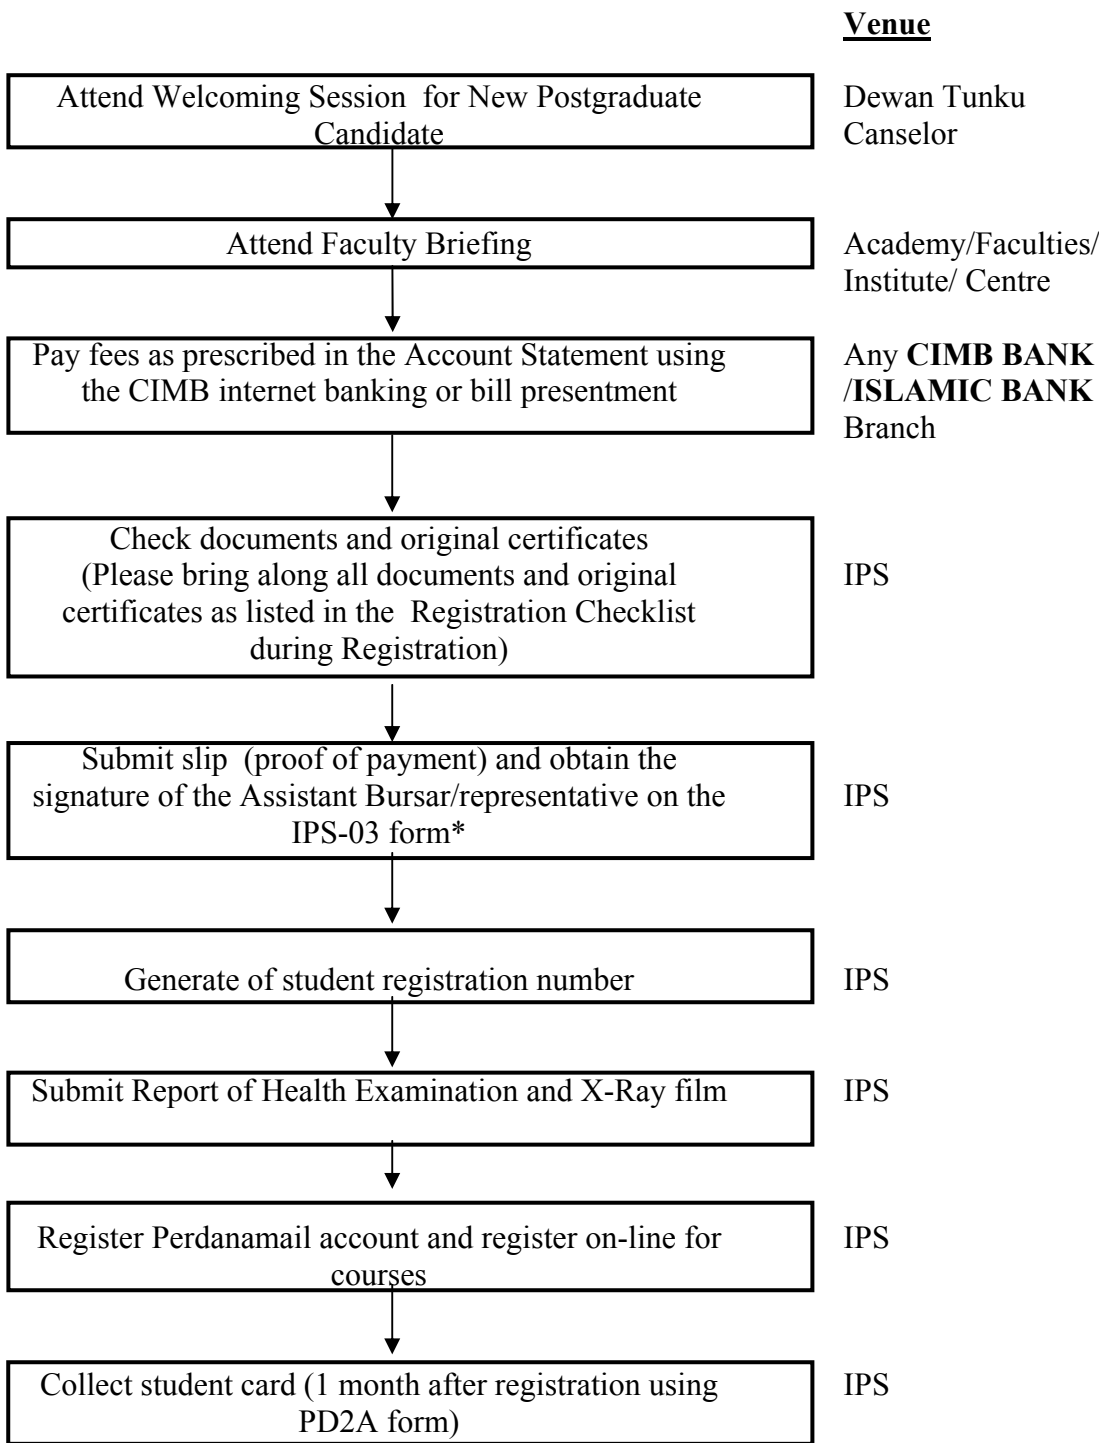 Venue
Attend Welcoming Session for New Postgraduate
Candidate
Dewan Tunku
Canselor
Attend Faculty Briefing
Academy/Faculties/
Institute/ Centre
Pay fees as prescribed in the Account Statement using
the CIMB internet banking or bill presentment
Any CIMB BANK
/ISLAMIC BANK
Branch
Check documents and original certificates
(Please bring along all documents and original
certificates as listed in the Registration Checklist
during Registration)
IPS
Submit slip (proof of payment) and obtain the
signature of the Assistant Bursar/representative on the
IPS-03 form*
IPS
Generate of student registration number
IPS
Submit Report of Health Examination and X-Ray film
IPS
Register Perdanamail account and register on-line for
courses
IPS
Collect student card (1 month after registration using
PD2A form)
IPS